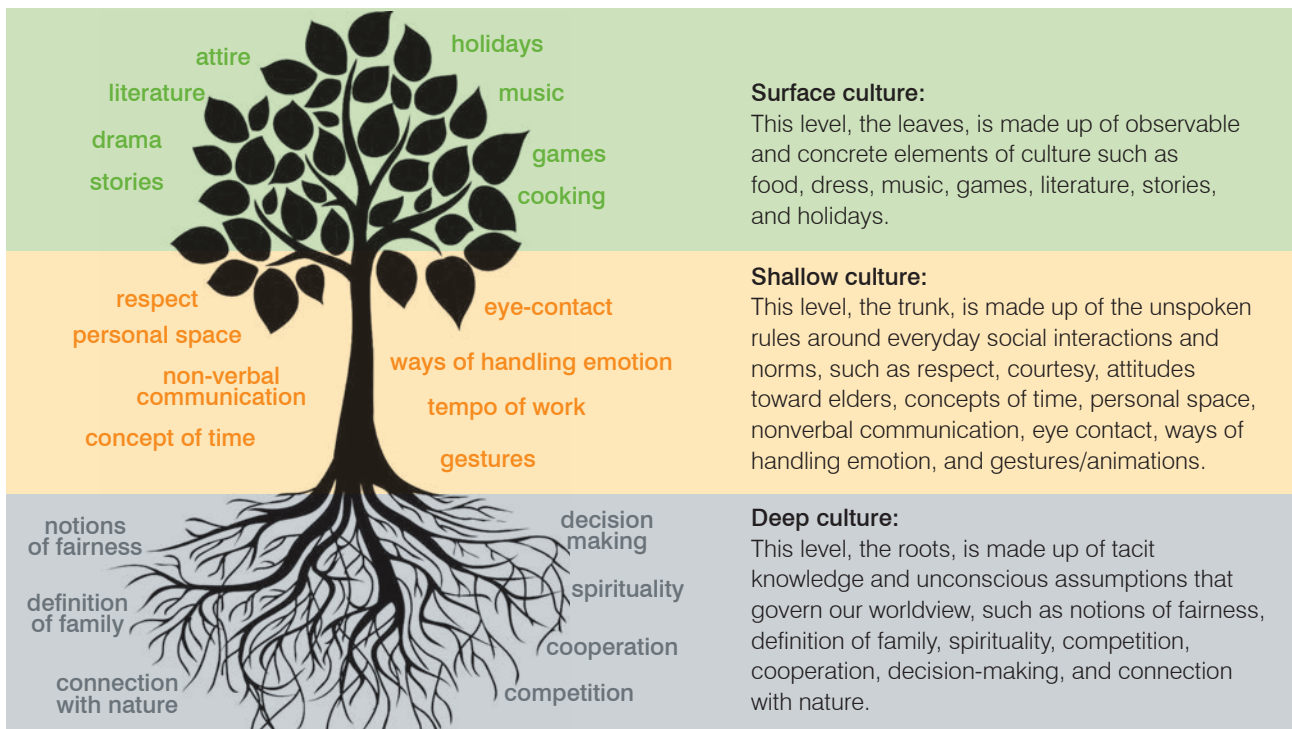 attire
holidays
literature
music
drama
games
stories
cooking
Surface culture:
This level, the leaves, is made up of observable
and concrete elements of culture such as
food, dress, music, games, literature, stories,
and holidays.
respect
eye-contact
personal space
ways of handling emotion
non-verbal
communication
tempo of work
concept of time
gestures
Shallow culture:
This level, the trunk, is made up of the unspoken
rules around everyday social interactions and
norms, such as respect, courtesy, attitudes
toward elders, concepts of time, personal space,
nonverbal communication, eye contact, ways of
handling emotion, and gestures/animations.
notions
of fairness
decision
making
definition
of family
spirituality
cooperation
connection
with nature
competition
Deep culture:
This level, the roots, is made up of tacit
knowledge and unconscious assumptions that
govern our worldview, such as notions of fairness,
definition of family, spirituality, competition,
cooperation, decision-making, and connection
with nature.